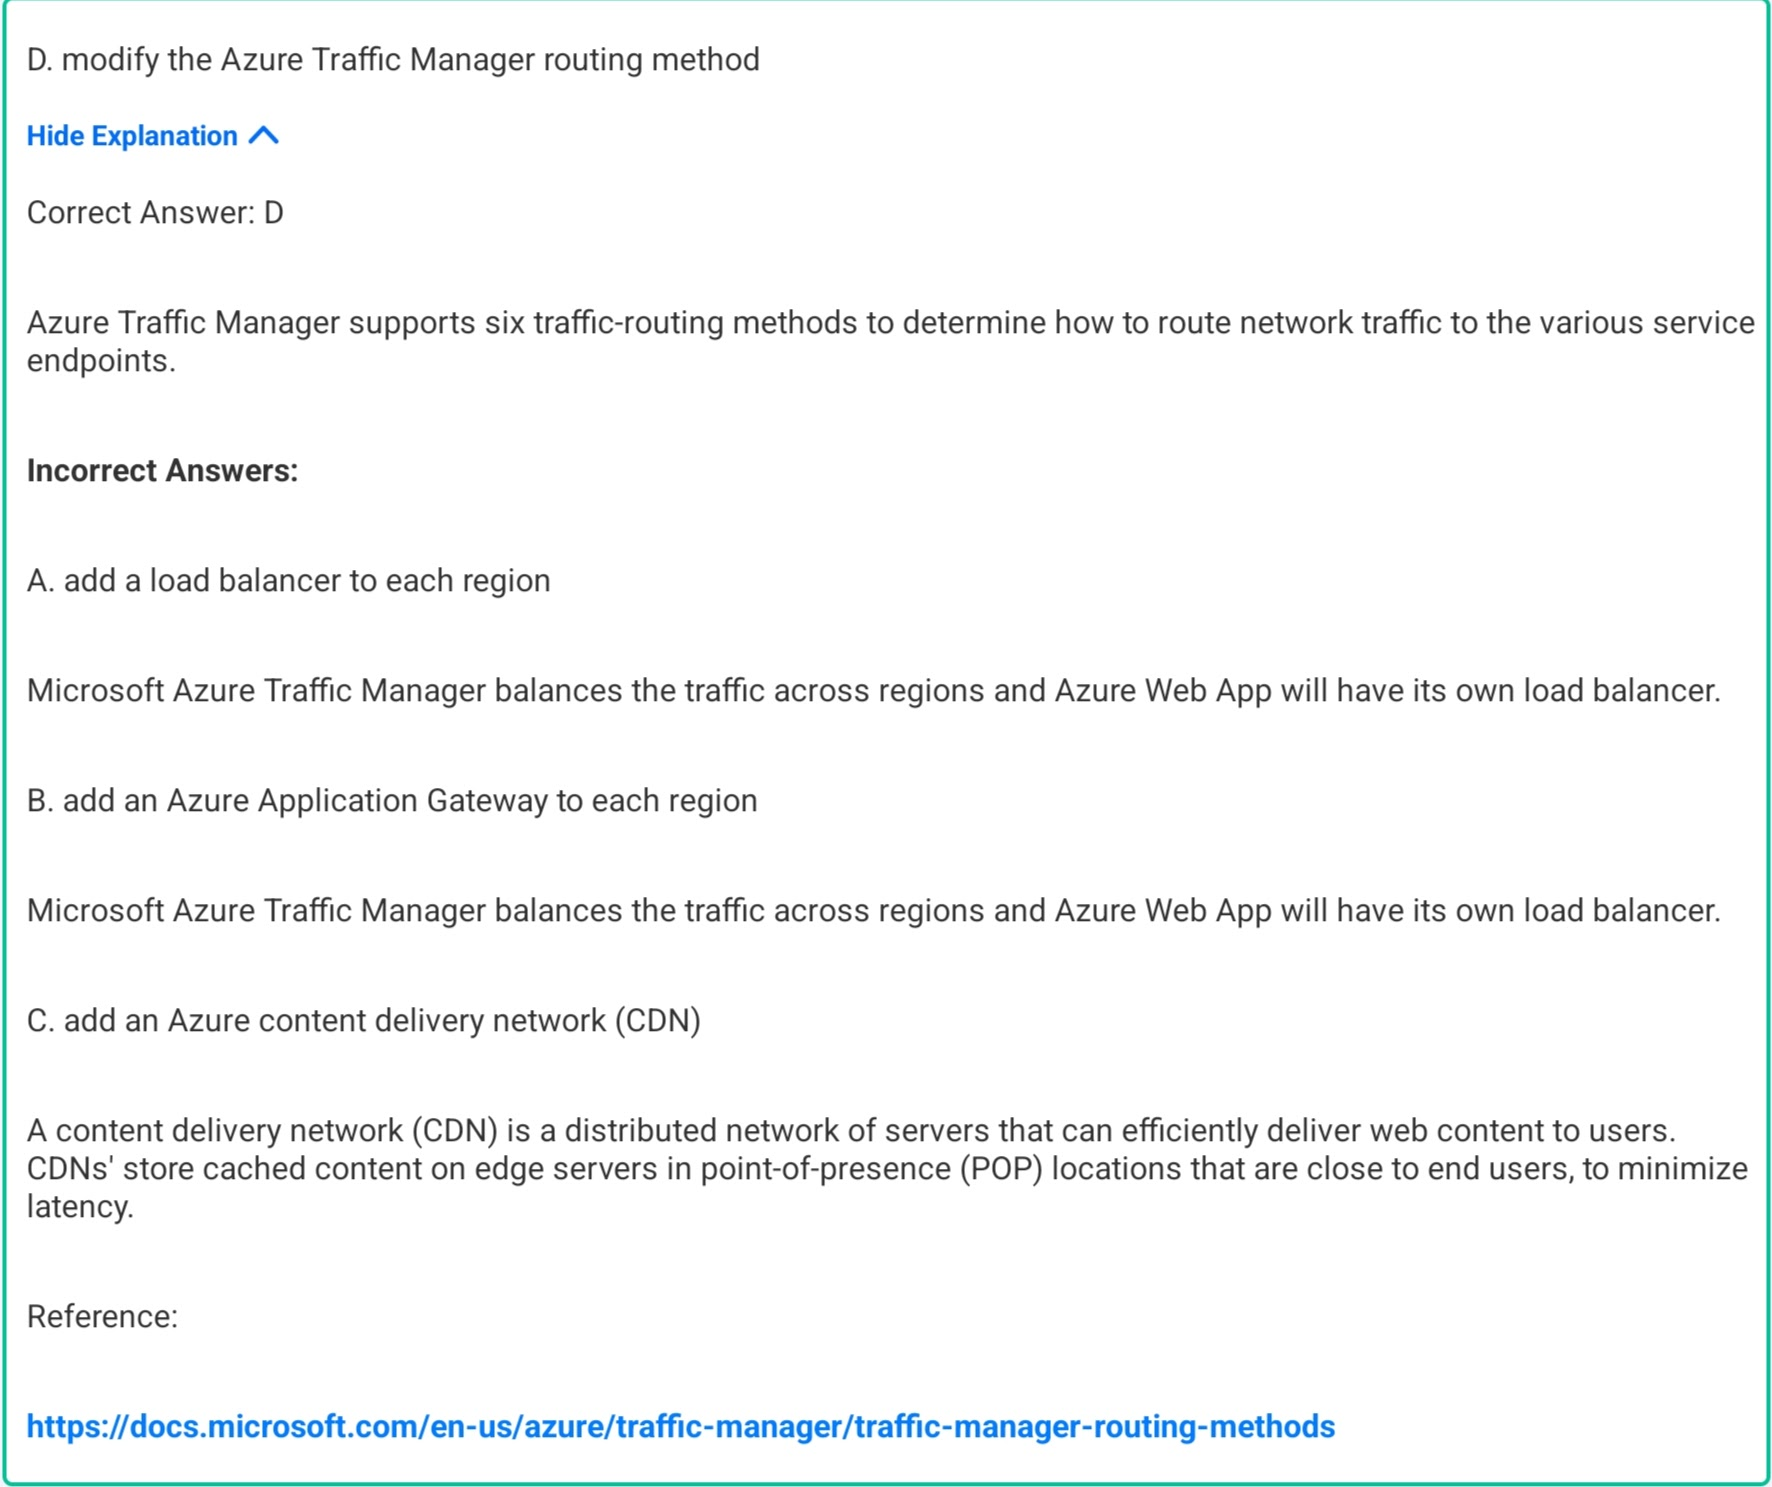 D. modify the Azure Traffic Manager routing method
Hide Explanation
Correct Answer: D
Azure Traffic Manager supports six traffic-routing methods to determine how to route network traffic to the various service
endpoints.
Incorrect Answers:
A. add a load balancer to each region
Microsoft Azure Traffic Manager balances the traffic across regions and Azure Web App will have its own load balancer.
B. add an Azure Application Gateway to each region
Microsoft Azure Traffic Manager balances the traffic across regions and Azure Web App will have its own load balancer.
C. add an Azure content delivery network (CDN)
A content delivery network (CDN) is a distributed network of servers that can efficiently deliver web content to users.
CDNs' store cached content on edge servers in point-of-presence (POP) locations that are close to end users, to minimize
latency.
Reference:
https://docs.microsoft.com/en-us/azure/traffic-manager/traffic-manager-routing-methods